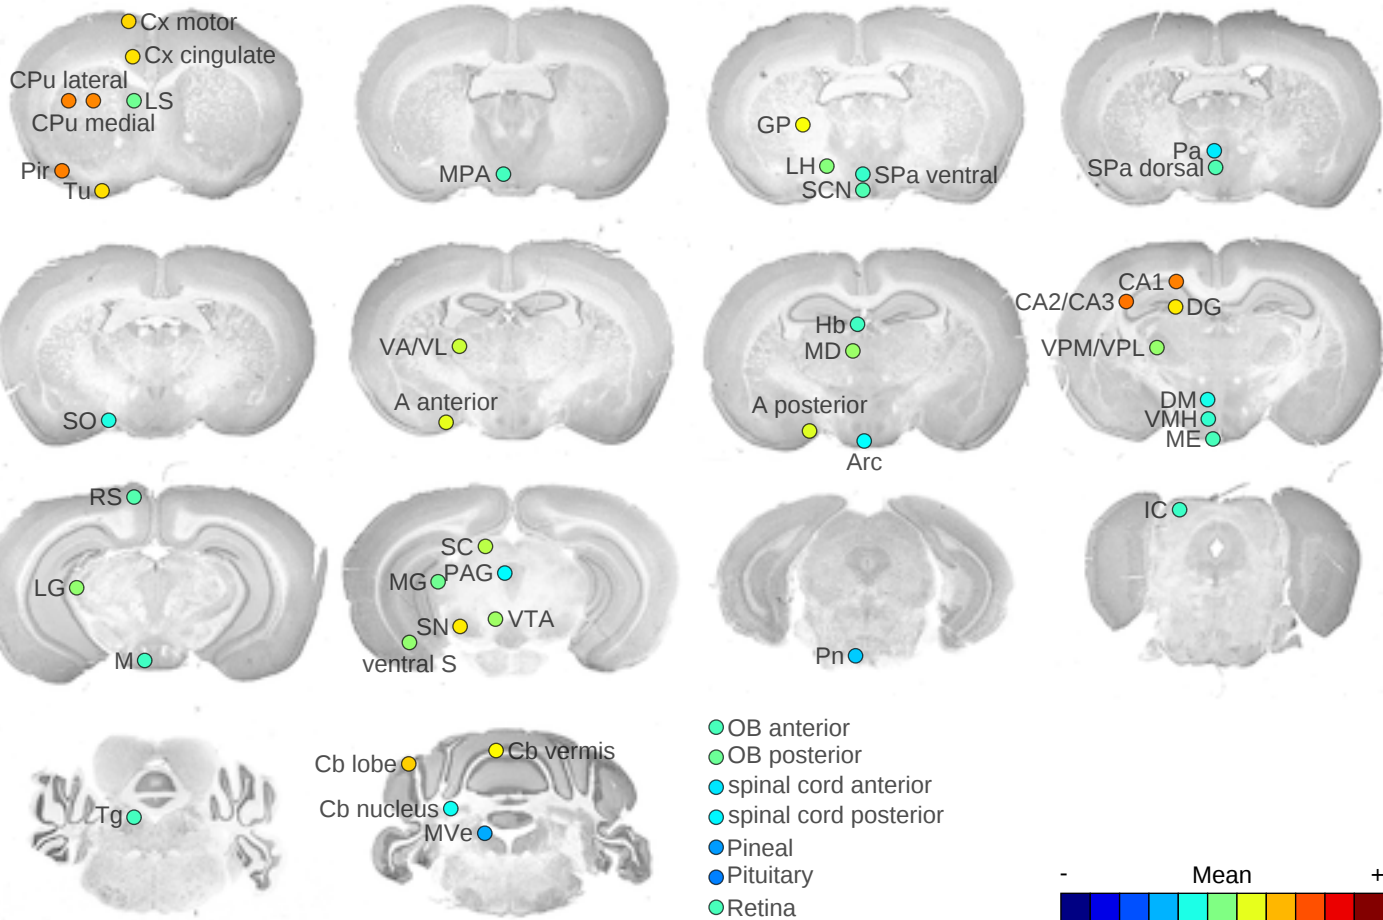 Cx motor
Cx cingulate
CPu lateral
LS
CPu medial
Pir
Tu
MPA
GP
LH
SPa ventral
SCN
Pa
SPa dorsal
SO
VA/VL
A anterior
Hb
MD
A posterior
Arc
CA1
CA2/CA3
DG
VPM/VPL
DM
VMH
ME
RS
LG
M
SC
MG
PAG
SN
VTA
ventral S
Pn
IC
Tg
Cb lobe
Cb vermis
Cb nucleus
MVe
OB anterior
OB posterior
spinal cord anterior
spinal cord posterior
Pineal
Pituitary
Retina
- Mean +